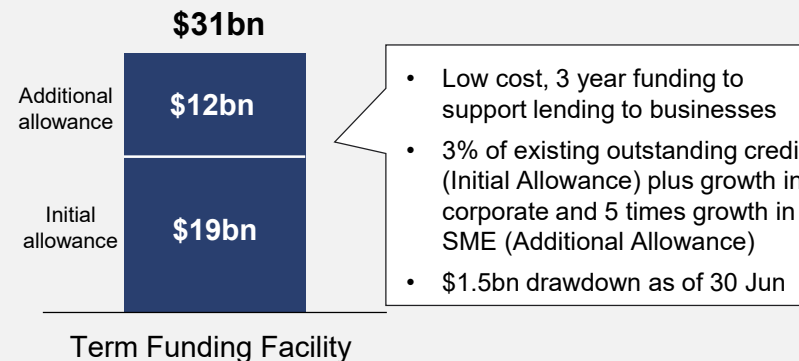 $31bn
Additional
allowance
$12bn
Initial
allowance
$19bn
Term Funding Facility
• Low cost, 3 year funding to
support lending to businesses
• 3% of existing outstanding credi
(Initial Allowance) plus growth in
corporate and 5 times growth in
SME (Additional Allowance)
• $1.5bn drawdown as of 30 Jun